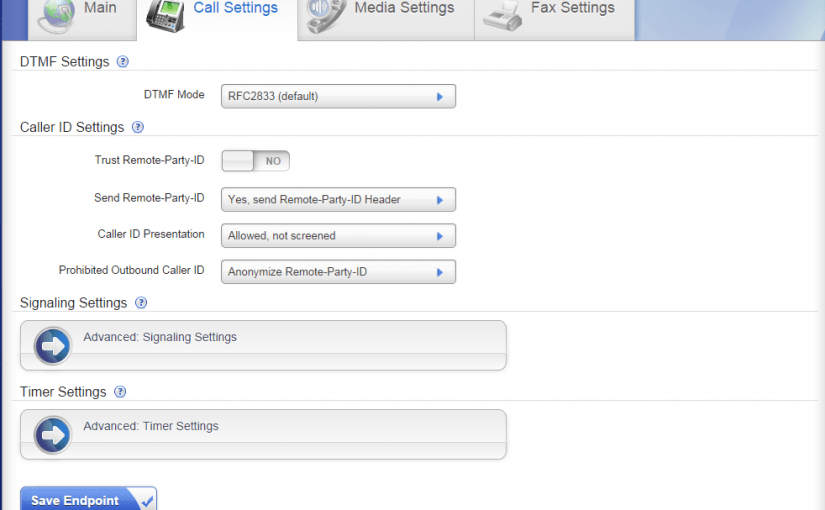 Main
Call Settings
Media Settings
Fax Settings
DTMF Settings ?
DTMF Mode RFC2833 (default)
Caller ID Settings ?
Trust Remote-Party-ID NO
Send Remote-Party-ID Yes, send Remote-Party-ID Header
Caller ID Presentation Allowed, not screened
Prohibited Outbound Caller ID Anonymize Remote-Party-ID
Signaling Settings ?
Advanced: Signaling Settings
Timer Settings ?
Advanced: Timer Settings
Save Endpoint